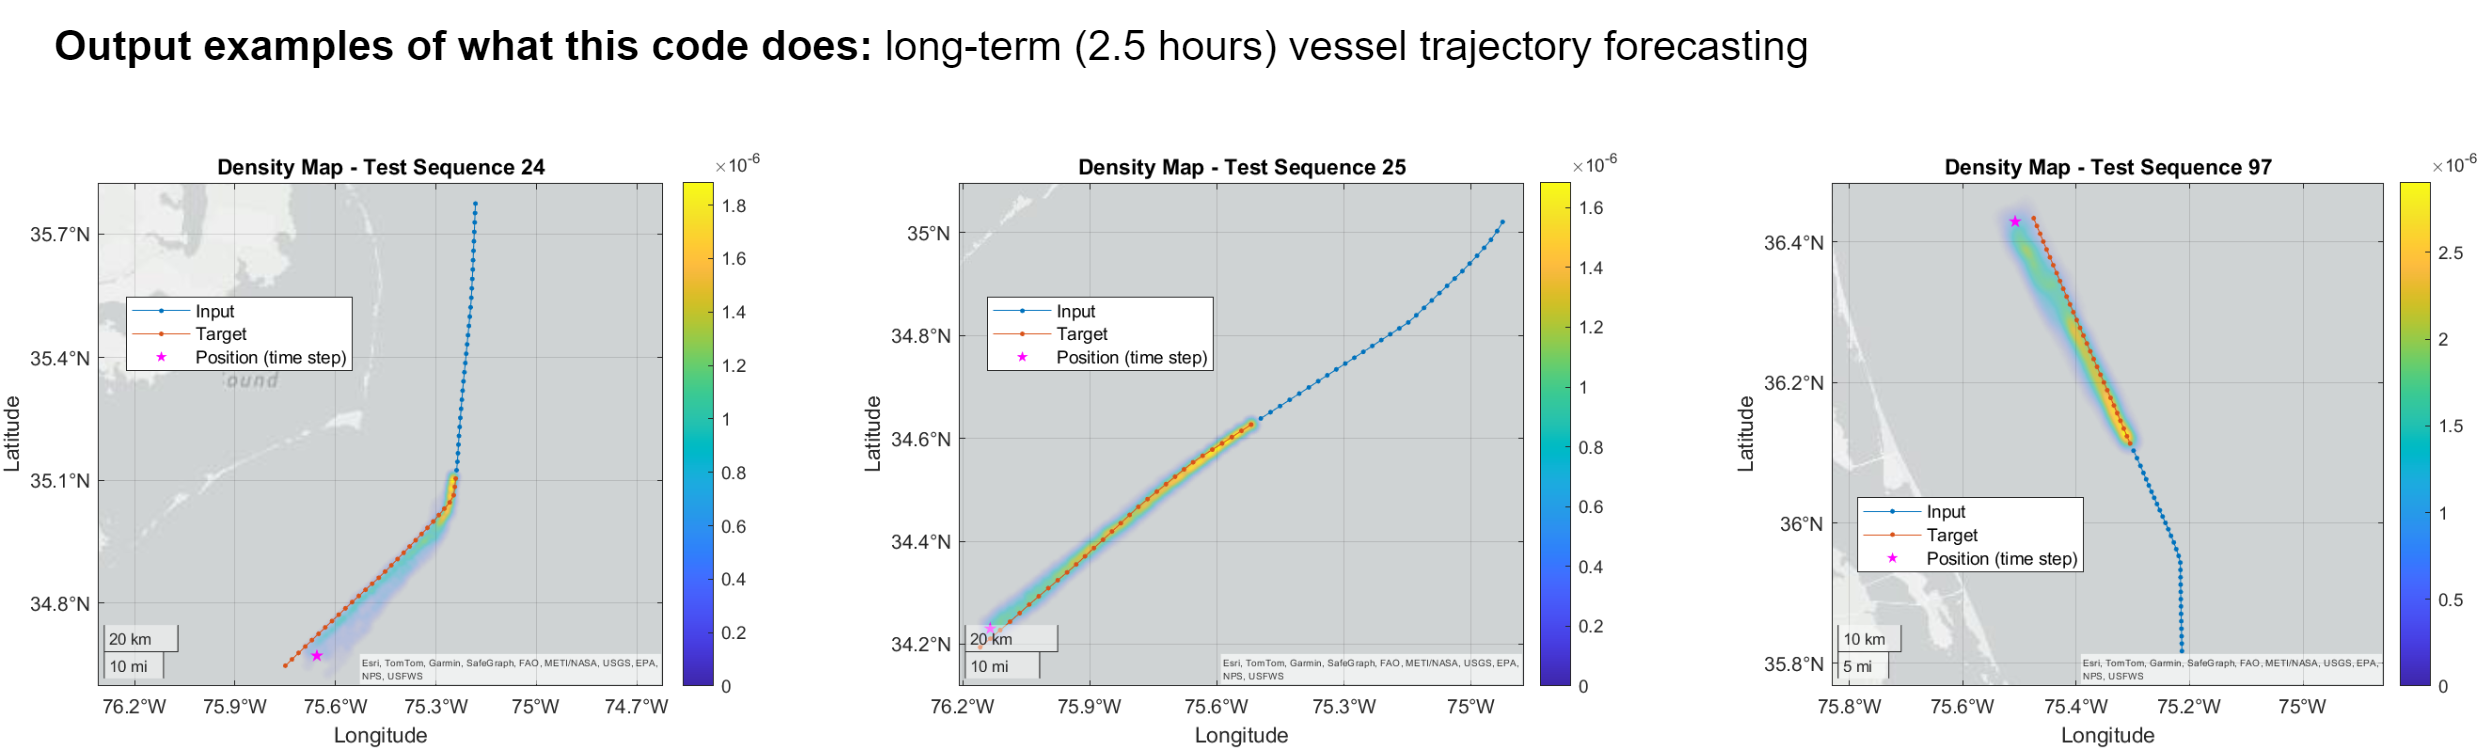 Output examples of what this code does: long-term (2.5 hours) vessel trajectory forecasting
Density Map - Test Sequence 24
×10-6
35.7°N
35.4°N
35.1°N
34.8°N
Latitude
Input
Target
Position (time step)
ound
20 km
10 mi
Esri, TomTom, Garmin, SafeGraph, FAO, METI/NASA, USGS, EPA,
NPS, USFWS
76.2°W 75.9°W 75.6°W 75.3°W 75°W 74.7°W
Longitude
1.8
1.6
1.4
1.2
1
0.8
0.6
0.4
0.2
0
Density Map - Test Sequence 25
×10-6
35°N
34.8°N
34.6°N
34.4°N
34.2°N
Latitude
Input
Target
Position (time step)
20 km
10 mi
Esri, TomTom, Garmin, SafeGraph, FAO, METI/NASA, USGS, EPA,
NPS, USFWS
76.2°W 75.9°W 75.6°W 75.3°W 75°W
Longitude
1.6
1.4
1.2
1
0.8
0.6
0.4
0.2
0
Density Map - Test Sequence 97
×10-6
36.4°N
36.2°N
36°N
35.8°N
Latitude
Input
Target
Position (time step)
10 km
5 mi
Esri, TomTom, Garmin, SafeGraph, FAO, METI/NASA, USGS, EPA,
NPS, USFWS
75.8°W 75.6°W 75.4°W 75.2°W 75°W
Longitude
2.5
2
1.5
1
0.5
0